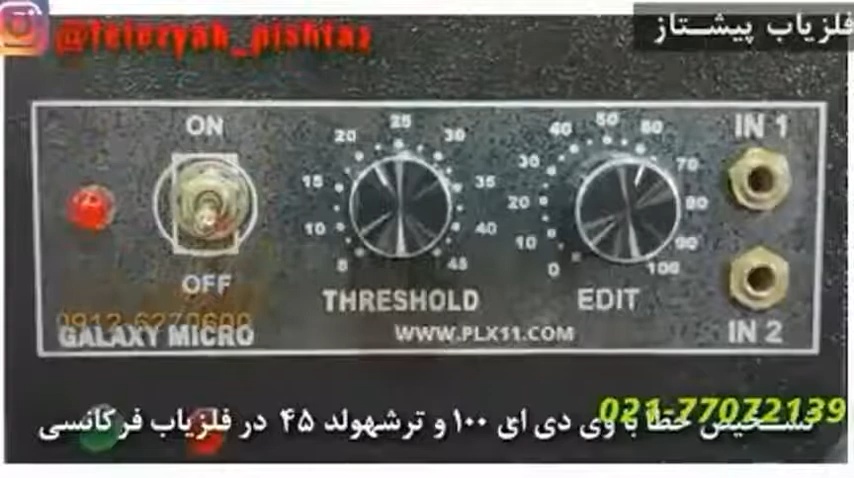 @felezyab_pishtaz
فلزیاب پیشتاز
ON
OFF
5 10 15 20 25 30 35 40 45
THRESHOLD
0 10 20 30 40 50 60 70 80 90 100
EDIT
IN 1
IN 2
0912-6270600
GALAXY MICRO
WWW.PLX11.COM
021-77072139
تشخیص خطا با وی دی ای ۱۰۰ و ترشهولد ۴۵ در فلزیاب فرکانسی